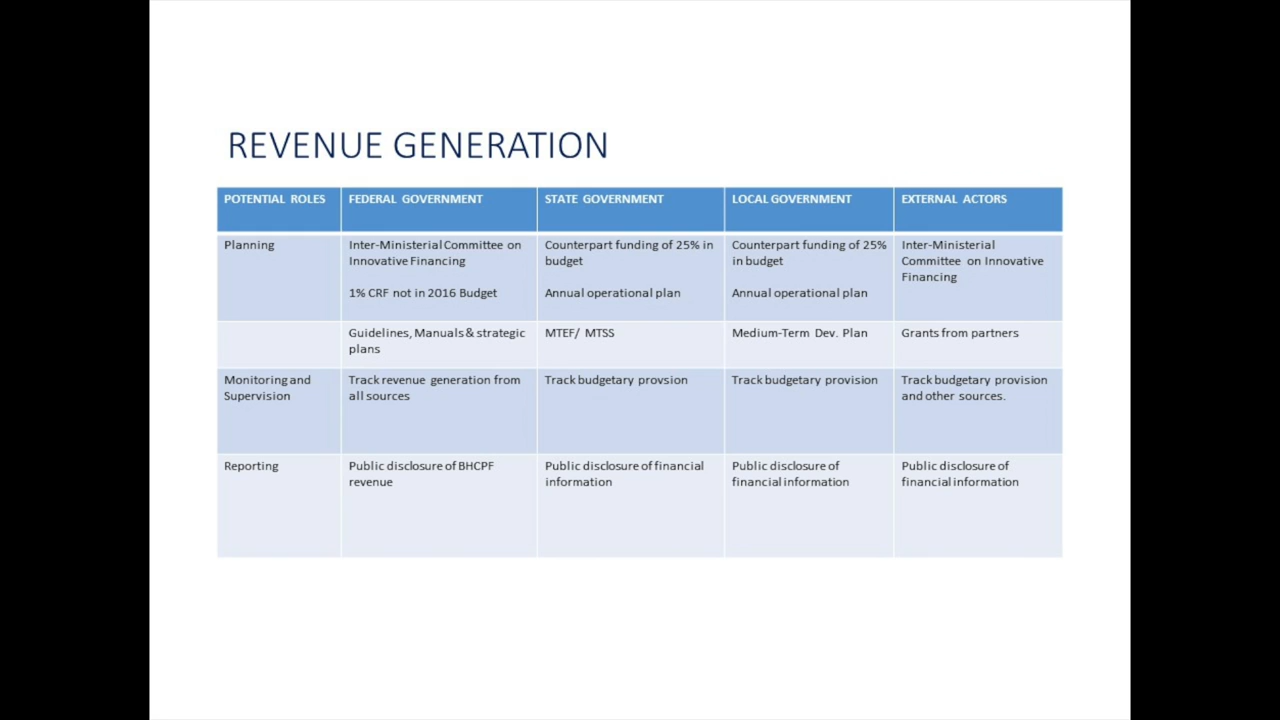 REVENUE GENERATION
POTENTIAL ROLES
FEDERAL GOVERNMENT
STATE GOVERNMENT
LOCAL GOVERNMENT
EXTERNAL ACTORS
Planning
Inter-Ministerial Committee on
Innovative Financing
1% CRF not in 2016 Budget
Counterpart funding of 25% in
budget
Annual operational plan
Counterpart funding of 25%
in budget
Annual operational plan
Inter-Ministerial
Committee on Innovative
Financing
Guidelines, Manuals & strategic
plans
MTEF/ MTSS
Medium-Term Dev. Plan
Grants from partners
Monitoring and
Supervision
Track revenue generation from
all sources
Track budgetary provsion
Track budgetary provision
Track budgetary provision
and other sources.
Reporting
Public disclosure of BHCPF
revenue
Public disclosure of financial
information
Public disclosure of
financial information
Public disclosure of
financial information